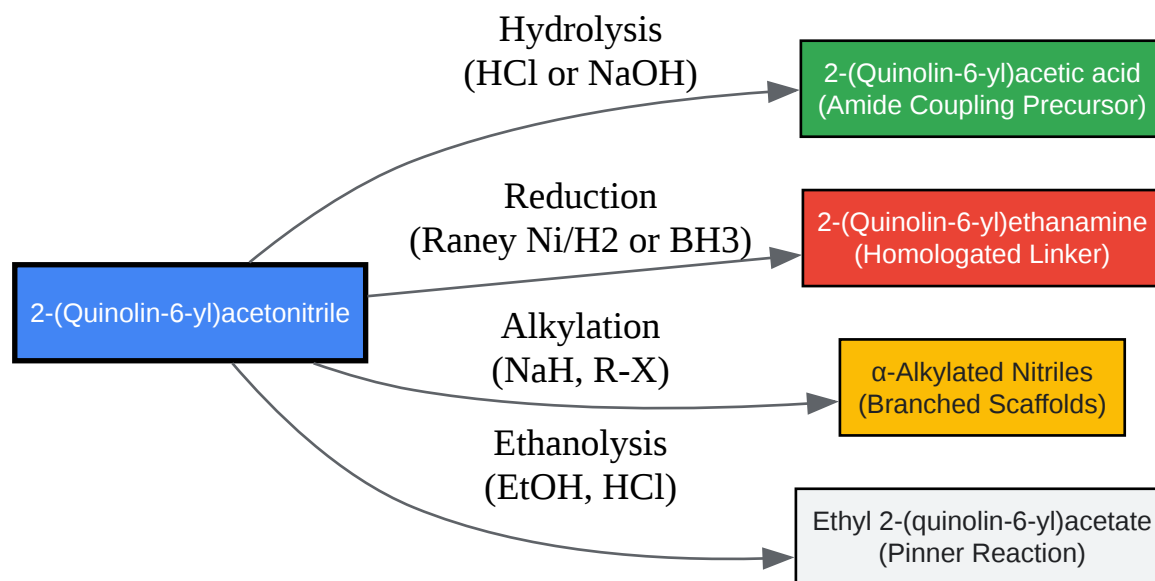 Hydrolysis
(HCl or NaOH)
2-(Quinolin-6-yl)acetic acid
(Amide Coupling Precursor)
Reduction
(Raney Ni/H2 or BH3)
2-(Quinolin-6-yl)ethanamine
(Homologated Linker)
2-(Quinolin-6-yl)acetonitrile
Alkylation
(NaH, R-X)
α-Alkylated Nitriles
(Branched Scaffolds)
Ethanolysis
(EtOH, HCl)
Ethyl 2-(quinolin-6-yl)acetate
(Pinner Reaction)